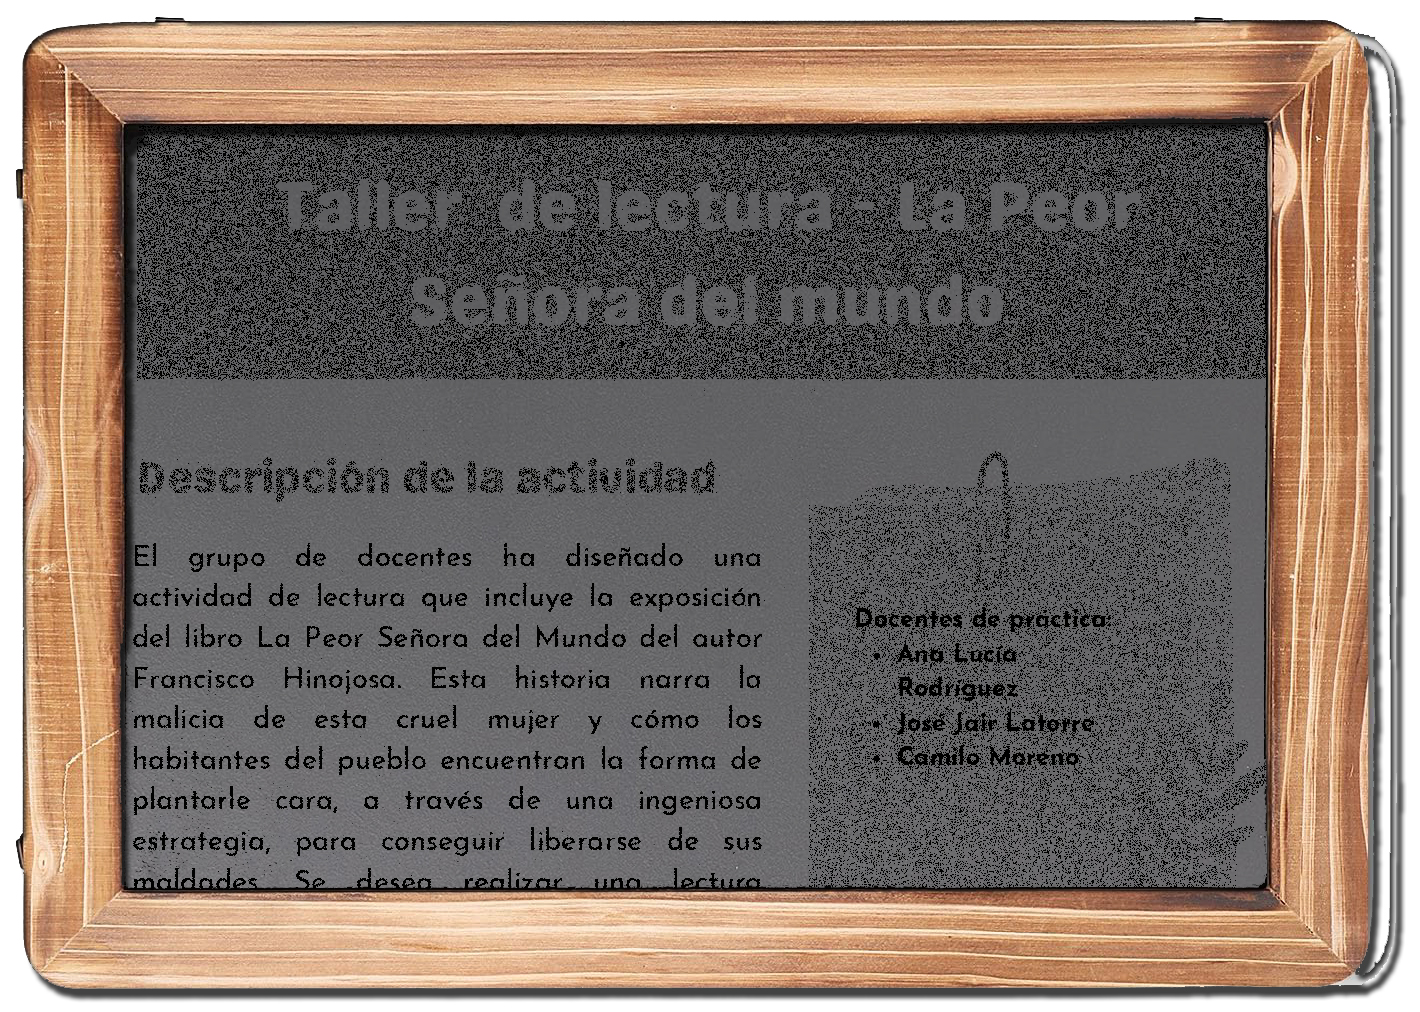 Taller de lectura - La Peor
Señora del mundo
Descripción de la actividad
El grupo de docentes ha diseñado una
actividad de lectura que incluye la exposición
del libro La Peor Señora del Mundo del autor
Francisco Hinojosa. Esta historia narra la
malicia de esta cruel mujer y cómo los
habitantes del pueblo encuentran la forma de
plantarle cara, a través de una ingeniosa
estrategia, para conseguir liberarse de sus
maldades. Se desea realizar una lectura
Docentes de práctica:
• Ana Lucía
Rodríguez
• José Jair Latorre
• Camilo Moreno